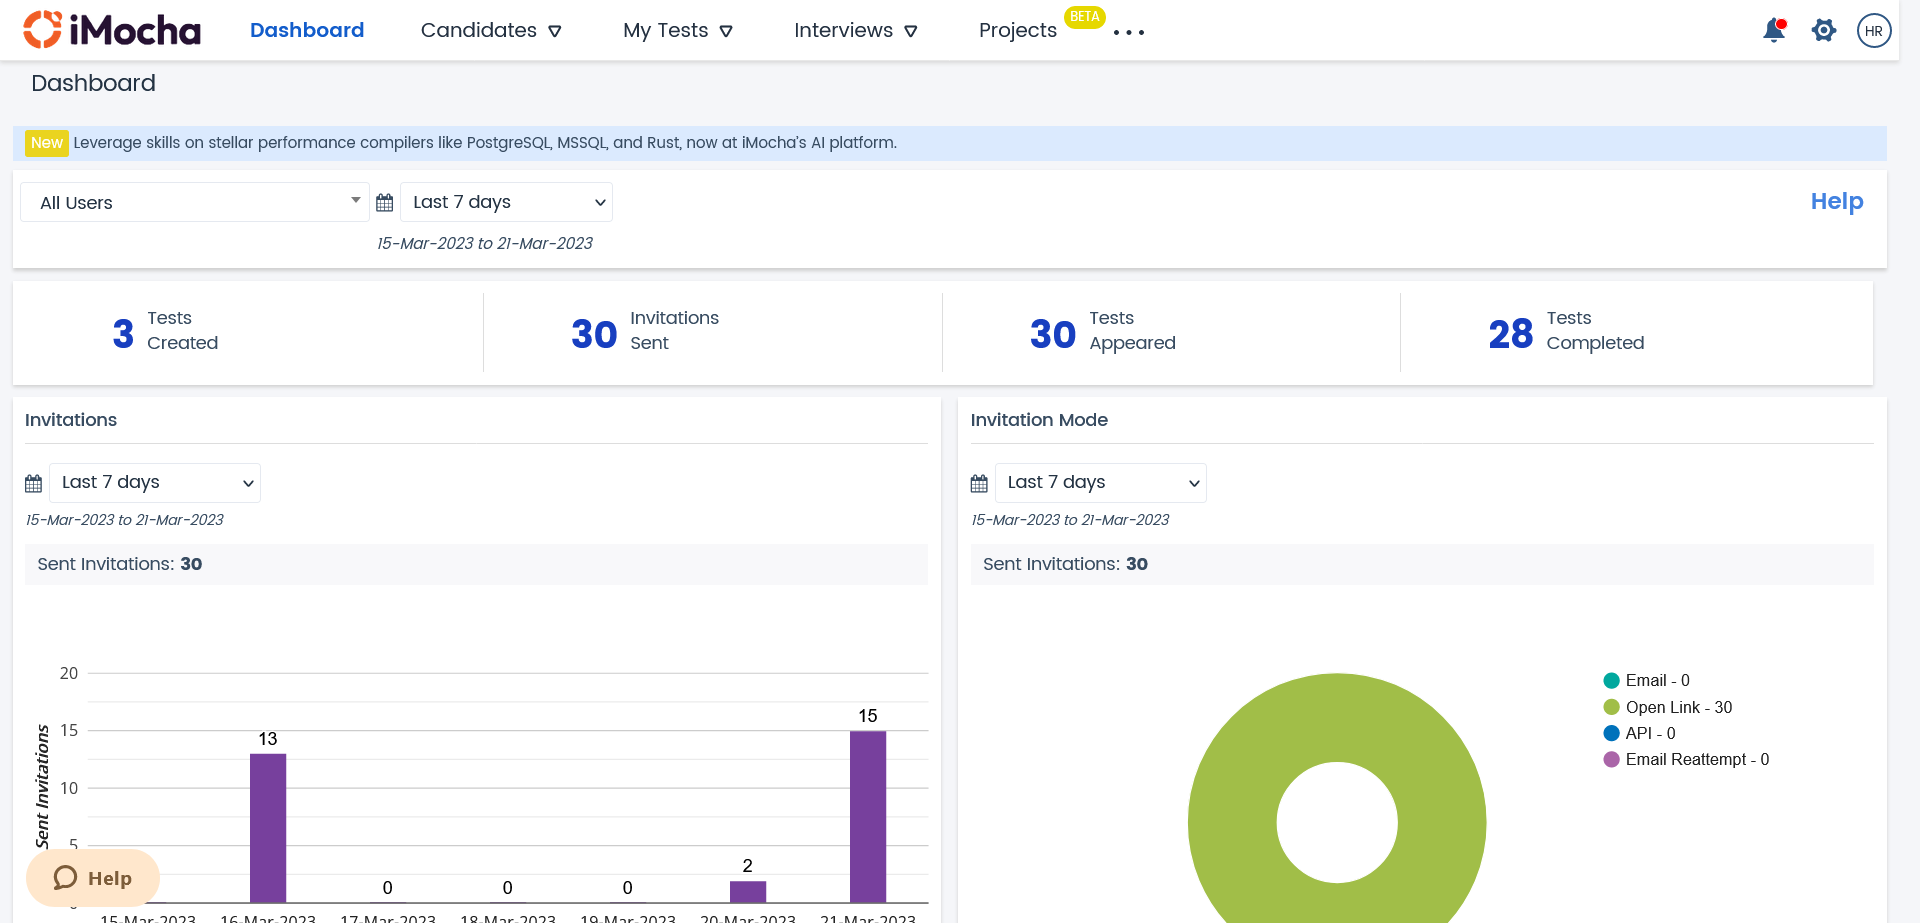 iMocha
Dashboard
Candidates
My Tests
Interviews
Projects
BETA
HR
Dashboard
New Leverage skills on stellar performance compilers like PostgreSQL, MSSQL, and Rust, now at iMocha's AI platform.
All Users
Last 7 days
Help
15-Mar-2023 to 21-Mar-2023
3 Tests Created
30 Invitations Sent
30 Tests Appeared
28 Tests Completed
Invitations
Last 7 days
15-Mar-2023 to 21-Mar-2023
Sent Invitations: 30
20
15
10
5
Sent Invitations
13
0
0
0
2
15
15-Mar-2023
16-Mar-2023
17-Mar-2023
18-Mar-2023
19-Mar-2023
20-Mar-2023
21-Mar-2023
Help
Invitation Mode
Last 7 days
15-Mar-2023 to 21-Mar-2023
Sent Invitations: 30
Email - 0
Open Link - 30
API - 0
Email Reattempt - 0